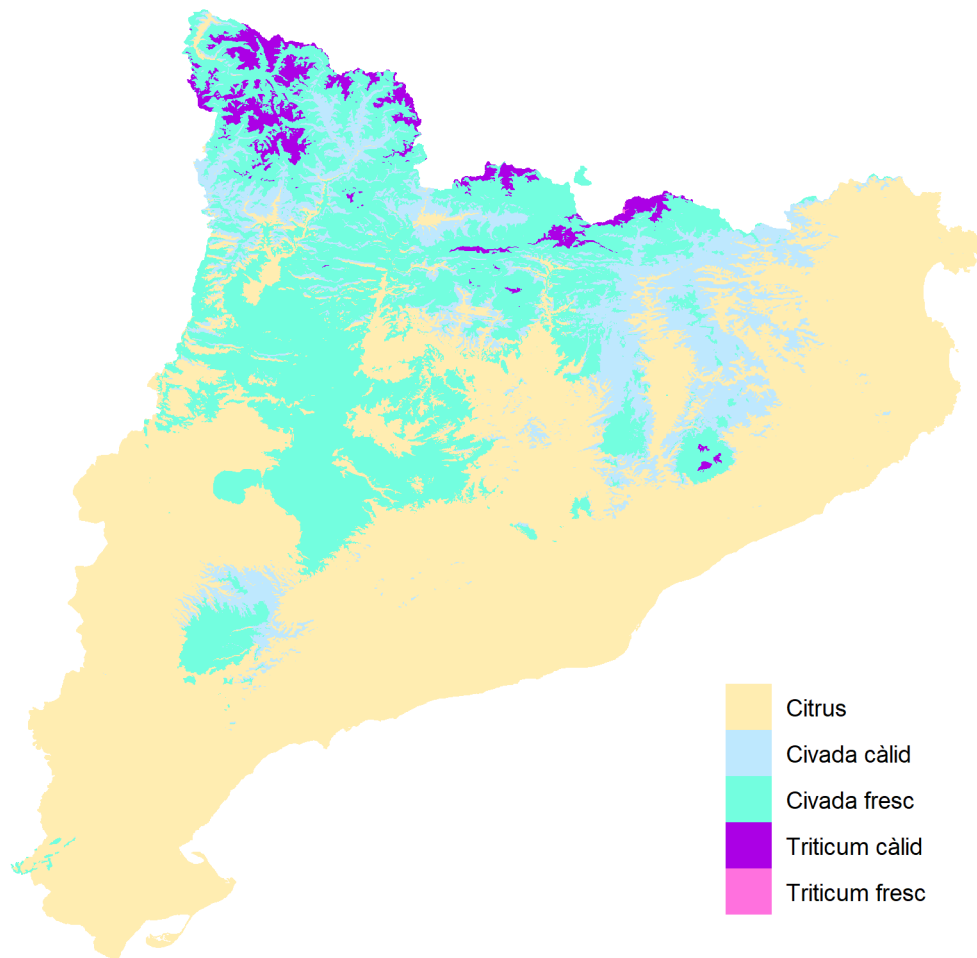 Citrus
Civada càlid
Civada fresc
Triticum càlid
Triticum fresc